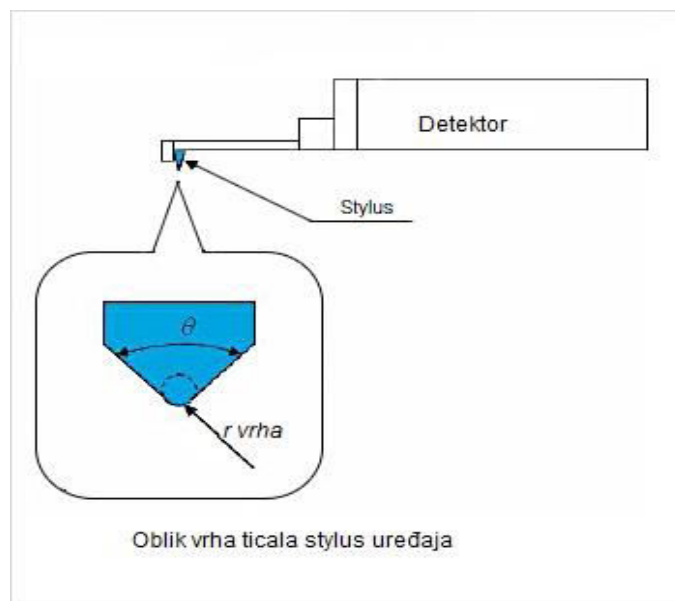 Detektor
Stylus
θ
r vrha
Oblik vrha ticala stylus uređaja